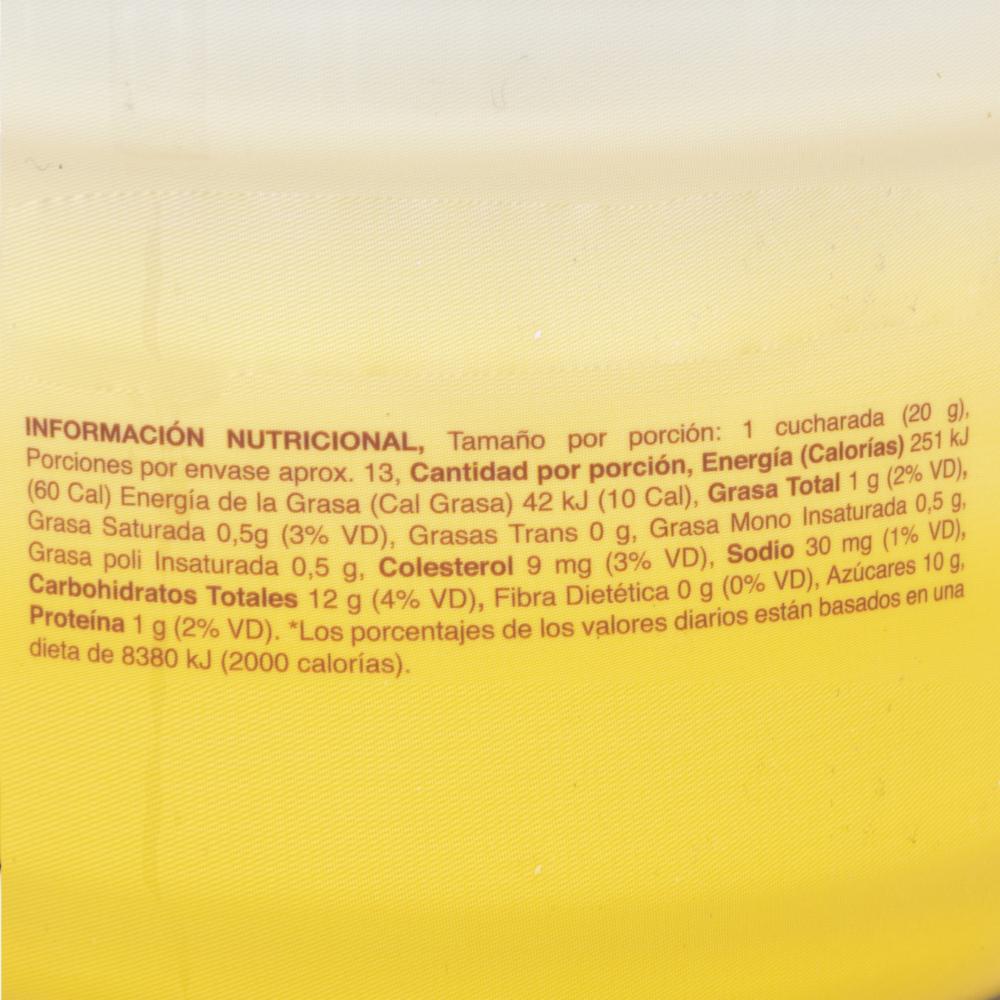 INFORMACIÓN NUTRICIONAL, Tamaño por porción: 1 cucharada (20 g),
Porciones por envase aprox. 13, Cantidad por porción, Energía (Calorías) 251 kJ
(60 Cal) Energía de la Grasa (Cal Grasa) 42 kJ (10 Cal), Grasa Total 1 g (2% VD),
Grasa Saturada 0,5g (3% VD), Grasas Trans 0 g, Grasa Mono Insaturada 0,5 g,
Grasa poli Insaturada 0,5 g, Colesterol 9 mg (3% VD), Sodio 30 mg (1% VD),
Carbohidratos Totales 12 g (4% VD), Fibra Dietética 0 g (0% VD), Azúcares 10 g,
Proteína 1 g (2% VD). *Los porcentajes de los valores diarios están basados en una
dieta de 8380 kJ (2000 calorías).